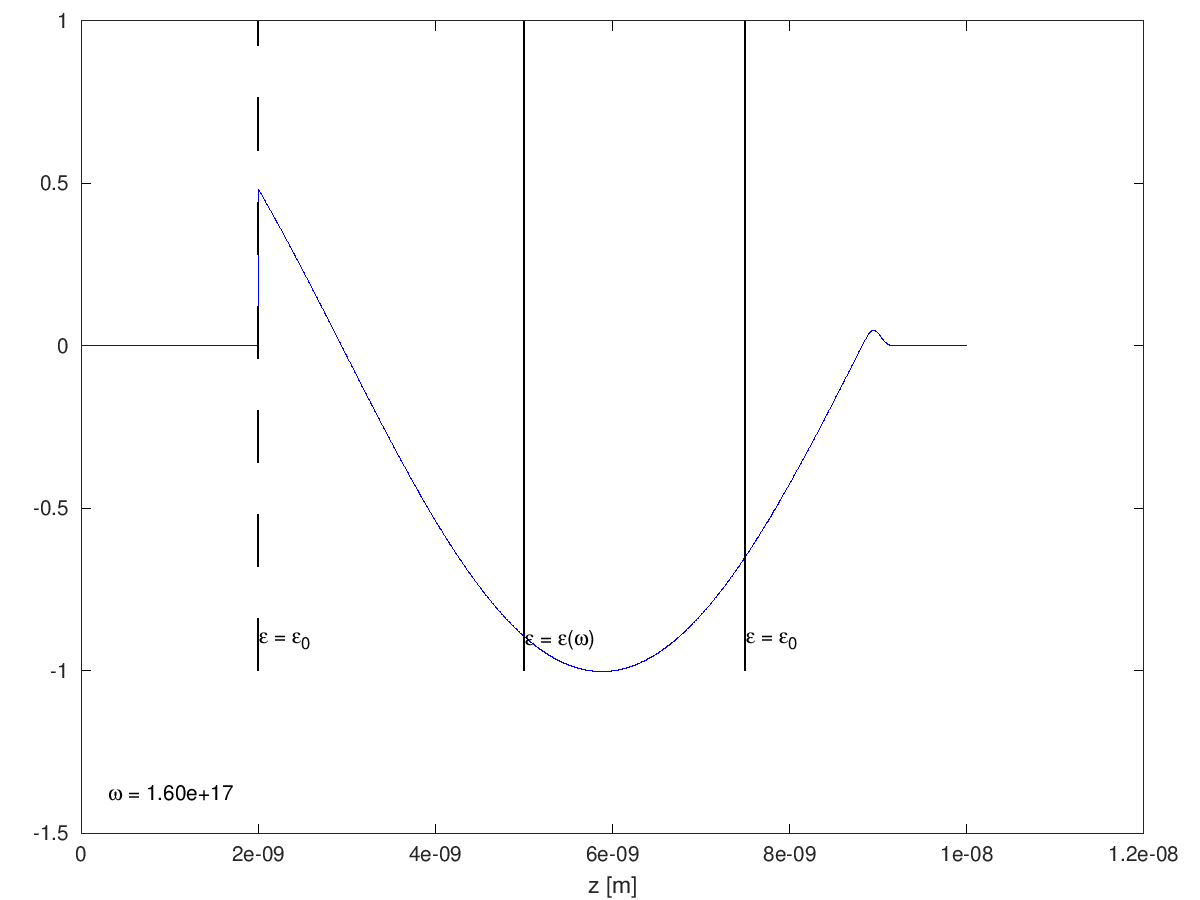 1
0.5
0
-0.5
-1
-1.5
ε = ε0
ε = ε(ω)
ε = ε0
ω = 1.60e+17
0
2e-09
4e-09
6e-09
8e-09
1e-08
1.2e-08
z [m]